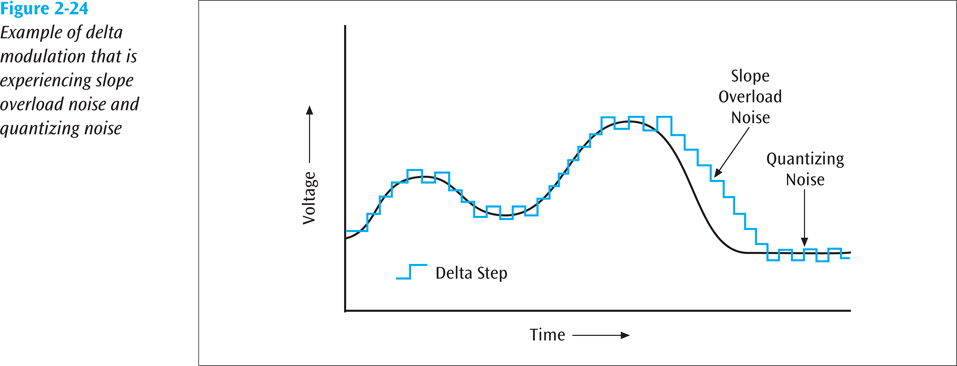 Figure 2-24
Example of delta
modulation that is
experiencing slope
overload noise and
quantizing noise
Slope
Overload
Noise
Quantizing
Noise
Voltage
Delta Step
Time